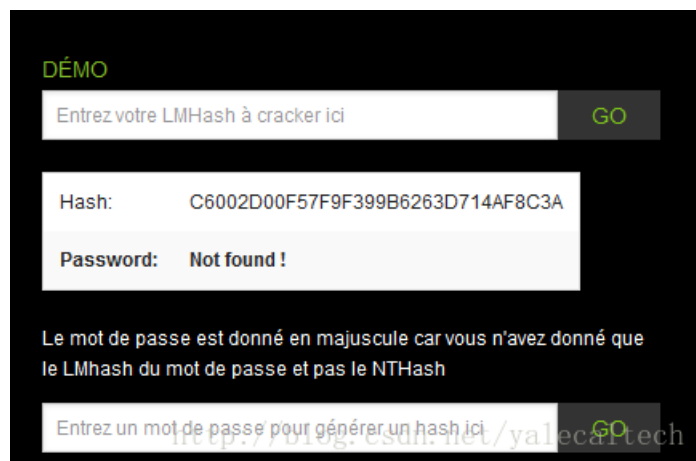 DÉMO
Entrez votre LMHash à cracker ici GO
Hash: C6002D00F57F9F399B6263D714AF8C3A
Password: Not found !
Le mot de passe est donné en majuscule car vous n'avez donné que
le LMhash du mot de passe et pas le NTHash
Entrez un mot de passe pour générer un hash ici GO
http://blog.csdn.net/yalecaltech